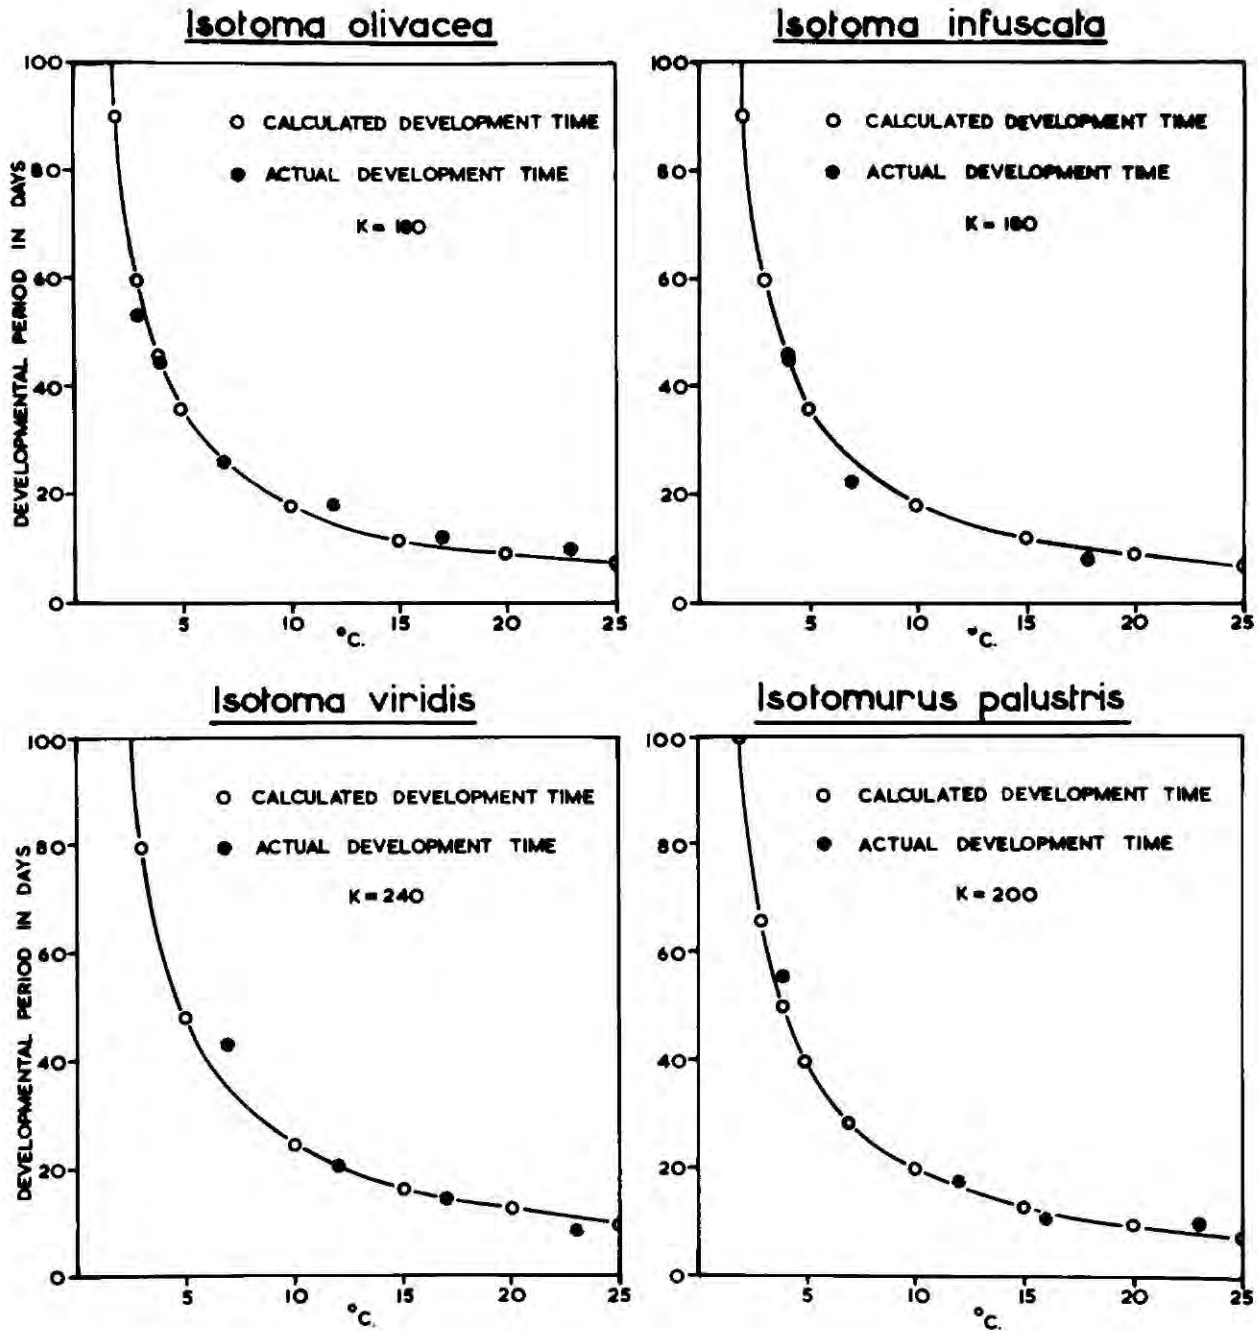 Isotoma olivacea
100
80
60
40
20
0
DEVELOPMENTAL PERIOD IN DAYS
CALCULATED DEVELOPMENT TIME
ACTUAL DEVELOPMENT TIME
K = 180
5 10 15 20 25
°C.
Isotoma infuscata
100
80
60
40
20
0
CALCULATED DEVELOPMENT TIME
ACTUAL DEVELOPMENT TIME
K = 180
5 10 15 20 25
°C.
Isotoma viridis
100
80
60
40
20
0
DEVELOPMENTAL PERIOD IN DAYS
CALCULATED DEVELOPMENT TIME
ACTUAL DEVELOPMENT TIME
K = 240
5 10 15 20 25
°C.
Isotomurus palustris
100
80
60
40
20
0
CALCULATED DEVELOPMENT TIME
ACTUAL DEVELOPMENT TIME
K = 200
5 10 15 20 25
°C.